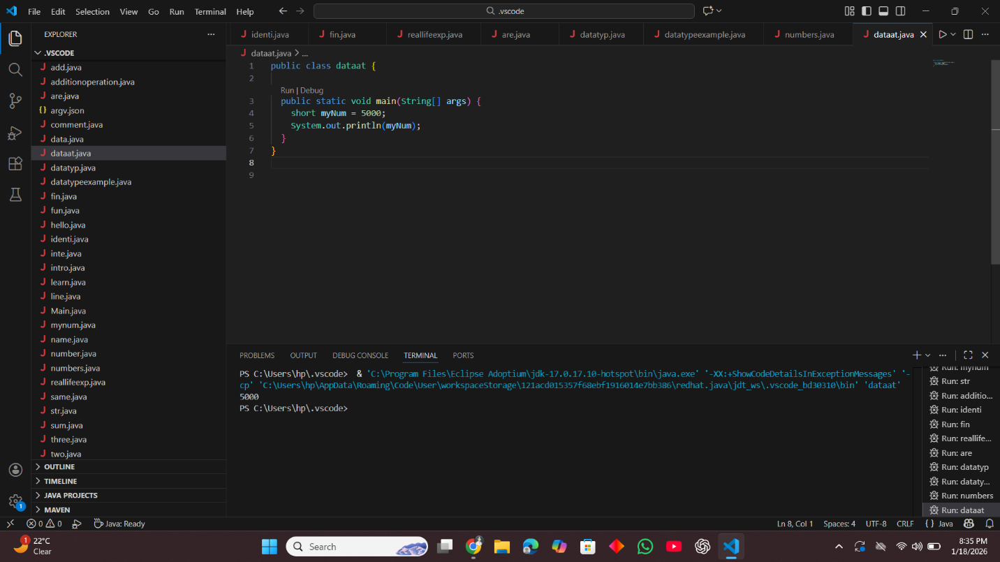 File Edit Selection View Go Run Terminal Help
.vscode
EXPLORER
.VSCODE
add.java
additionoperation.java
are.java
argv.json
comment.java
data.java
dataat.java
datatyp.java
datatypeexample.java
fin.java
fun.java
hello.java
identi.java
inte.java
intro.java
learn.java
line.java
Main.java
mynum.java
name.java
number.java
numbers.java
reallifeexp.java
same.java
str.java
sum.java
three.java
two.java
OUTLINE
TIMELINE
JAVA PROJECTS
MAVEN
identi.java fin.java reallifeexp.java are.java datatyp.java datatypeexample.java numbers.java dataat.java
dataat.java > ...
1 public class dataat {
2
Run | Debug
3 public static void main(String[] args) {
4 short myNum = 5000;
5 System.out.println(myNum);
6 }
7 }
8
9
PROBLEMS OUTPUT DEBUG CONSOLE TERMINAL PORTS
PS C:\Users\hp\.vscode> & 'C:\Program Files\Eclipse Adoptium\jdk-17.0.17.10-hotspot\bin\java.exe' '-XX:+ShowCodeDetailsInExceptionMessages' '-
cp' 'C:\Users\hp\AppData\Roaming\Code\User\workspaceStorage\121acd015357f68ebf1916014e7bb386\redhat.java\jdt_ws\.vscode_bd30310\bin' 'dataat'
5000
PS C:\Users\hp\.vscode>
Run: mynum
Run: str
Run: additio...
Run: identi
Run: fin
Run: reallife...
Run: are
Run: datatyp
Run: dataty...
Run: numbers
Run: dataat
1
0 0 Java: Ready
Ln 8, Col 1 Spaces: 4 UTF-8 CRLF {} Java
1
22°C
Clear
Search
8:35 PM
1/18/2026